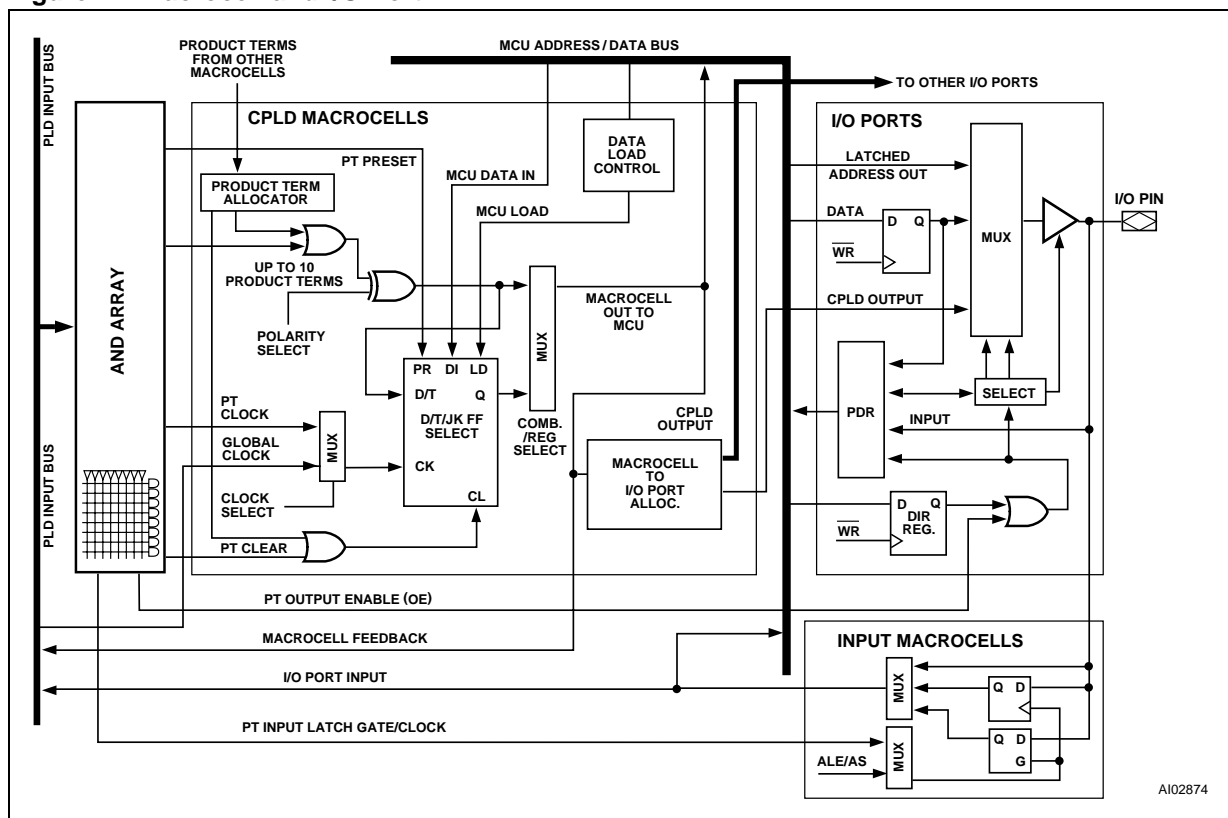 PLD INPUT BUS
PLD INPUT BUS
AND ARRAY
PRODUCT TERMS
FROM OTHER
MACROCELLS
MCU ADDRESS / DATA BUS
TO OTHER I/O PORTS
CPLD MACROCELLS
PT PRESET
PRODUCT TERM
ALLOCATOR
MCU DATA IN
MCU LOAD
DATA
LOAD
CONTROL
UP TO 10
PRODUCT TERMS
POLARITY
SELECT
MUX
MACROCELL
OUT TO
MCU
PR DI LD
D/T Q
D/T/JK FF
SELECT
CK
CL
COMB.
/REG
SELECT
PT
CLOCK
GLOBAL
CLOCK
MUX
CLOCK
SELECT
PT CLEAR
CPLD
OUTPUT
MACROCELL
TO
I/O PORT
ALLOC.
I/O PORTS
LATCHED
ADDRESS OUT
DATA
D Q
WR
MUX
I/O PIN
CPLD OUTPUT
PDR
SELECT
INPUT
D Q
DIR
REG.
WR
PT OUTPUT ENABLE (OE)
MACROCELL FEEDBACK
I/O PORT INPUT
PT INPUT LATCH GATE/CLOCK
INPUT MACROCELLS
MUX
Q D
Q D
G
MUX
ALE/AS
AI02874